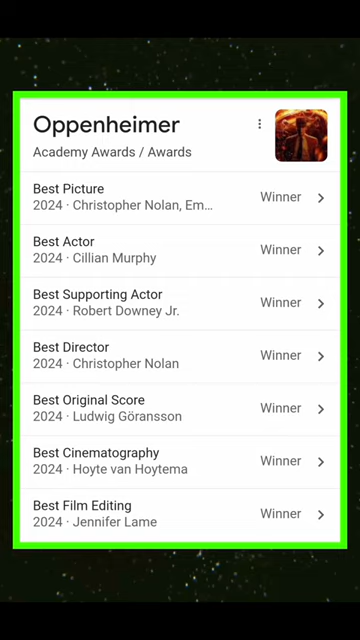 Oppenheimer
Academy Awards / Awards
Best Picture
2024 · Christopher Nolan, Em...
Winner
Best Actor
2024 · Cillian Murphy
Winner
Best Supporting Actor
2024 · Robert Downey Jr.
Winner
Best Director
2024 · Christopher Nolan
Winner
Best Original Score
2024 · Ludwig Göransson
Winner
Best Cinematography
2024 · Hoyte van Hoytema
Winner
Best Film Editing
2024 · Jennifer Lame
Winner